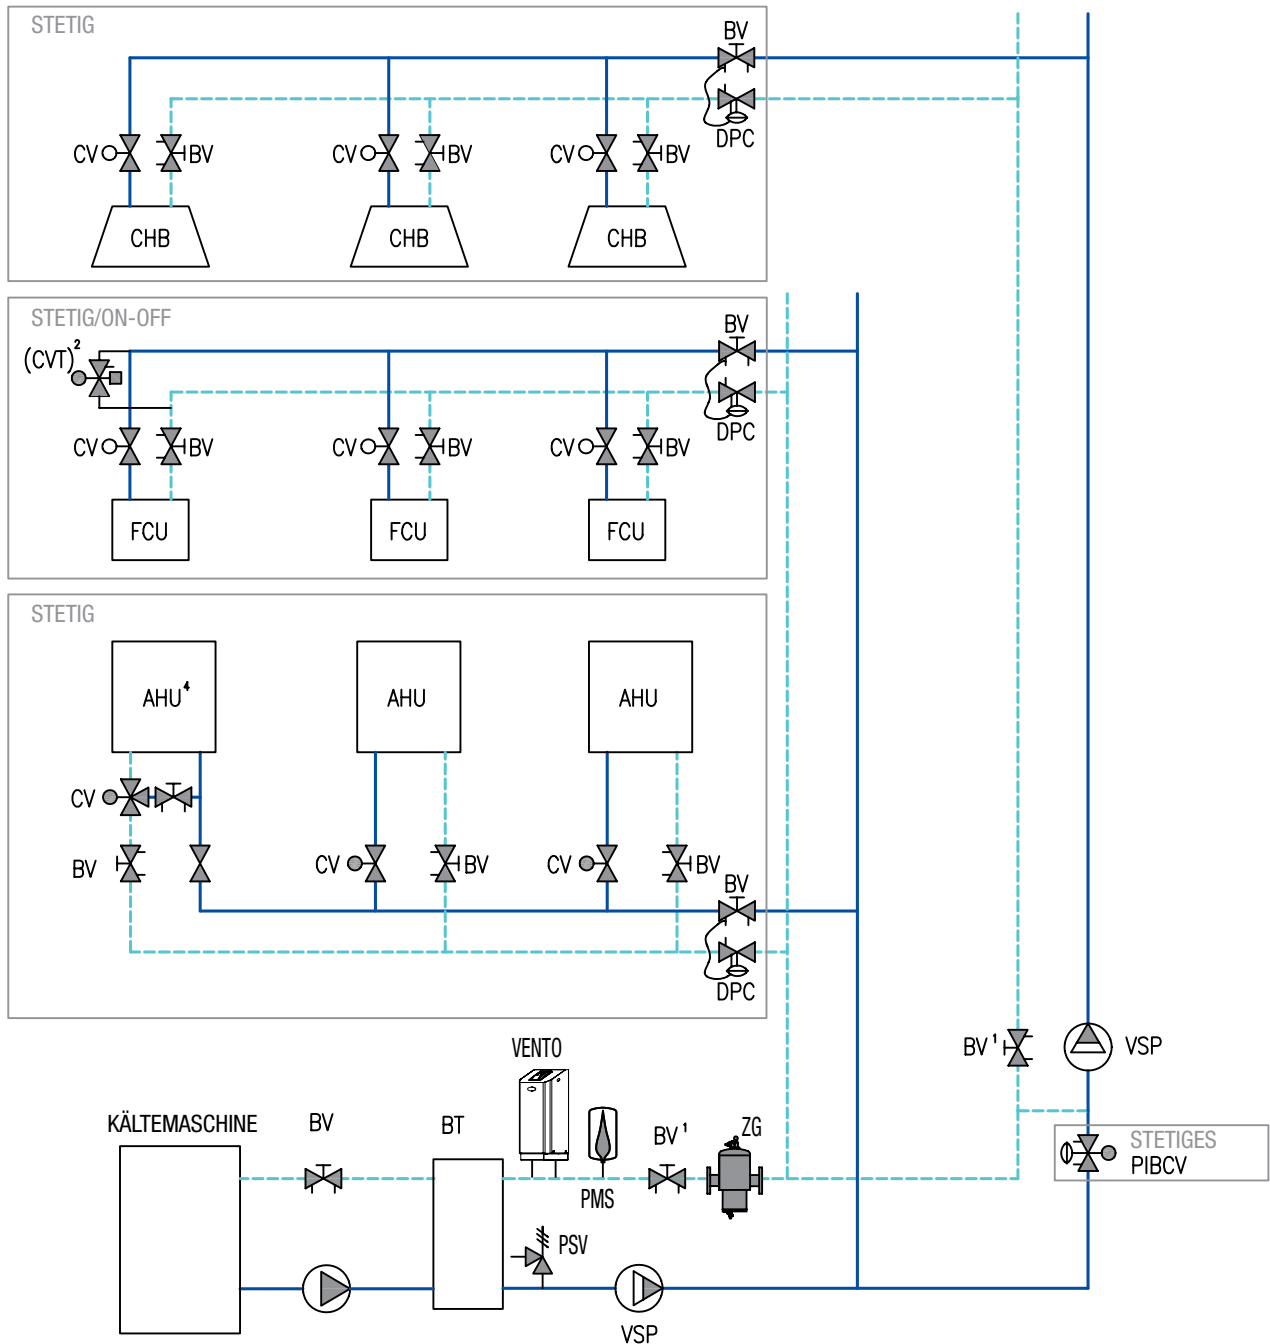 STETIG
BV
DPC
CV BV CV BV CV BV
CHB CHB CHB
STETIG/ON-OFF
BV
(CVT)²
DPC
CV BV CV BV CV BV
FCU FCU FCU
STETIG
AHU⁴ AHU AHU
CV
BV CV BV CV BV
BV
DPC
BV¹ VSP
VENTO
KÄLTEMASCHINE BV BT BV¹ ZG
STETIGES
PIBCV
PMS
PSV
VSP